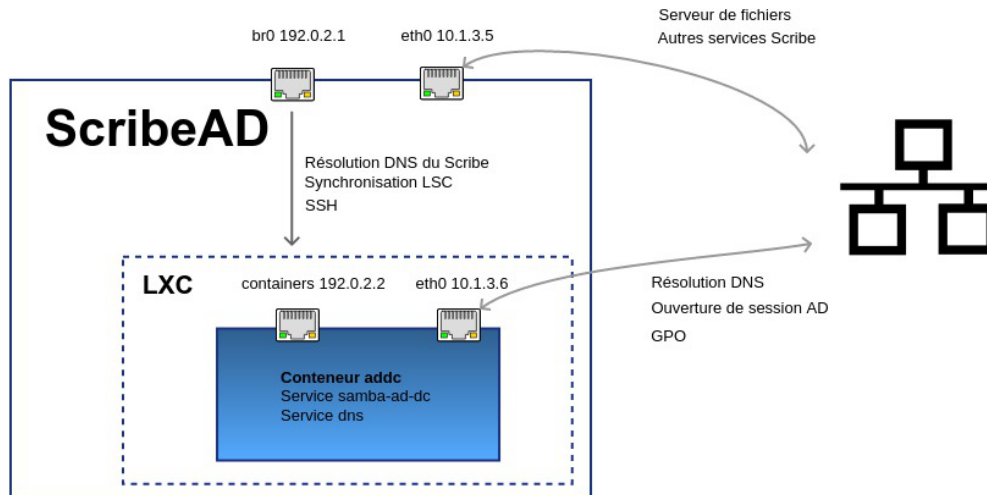 Serveur de fichiers
Autres services Scribe
br0 192.0.2.1
eth0 10.1.3.5
ScribeAD
Résolution DNS du Scribe
Synchronisation LSC
SSH
LXC
containers 192.0.2.2
eth0 10.1.3.6
Résolution DNS
Ouverture de session AD
GPO
Conteneur addc
Service samba-ad-dc
Service dns